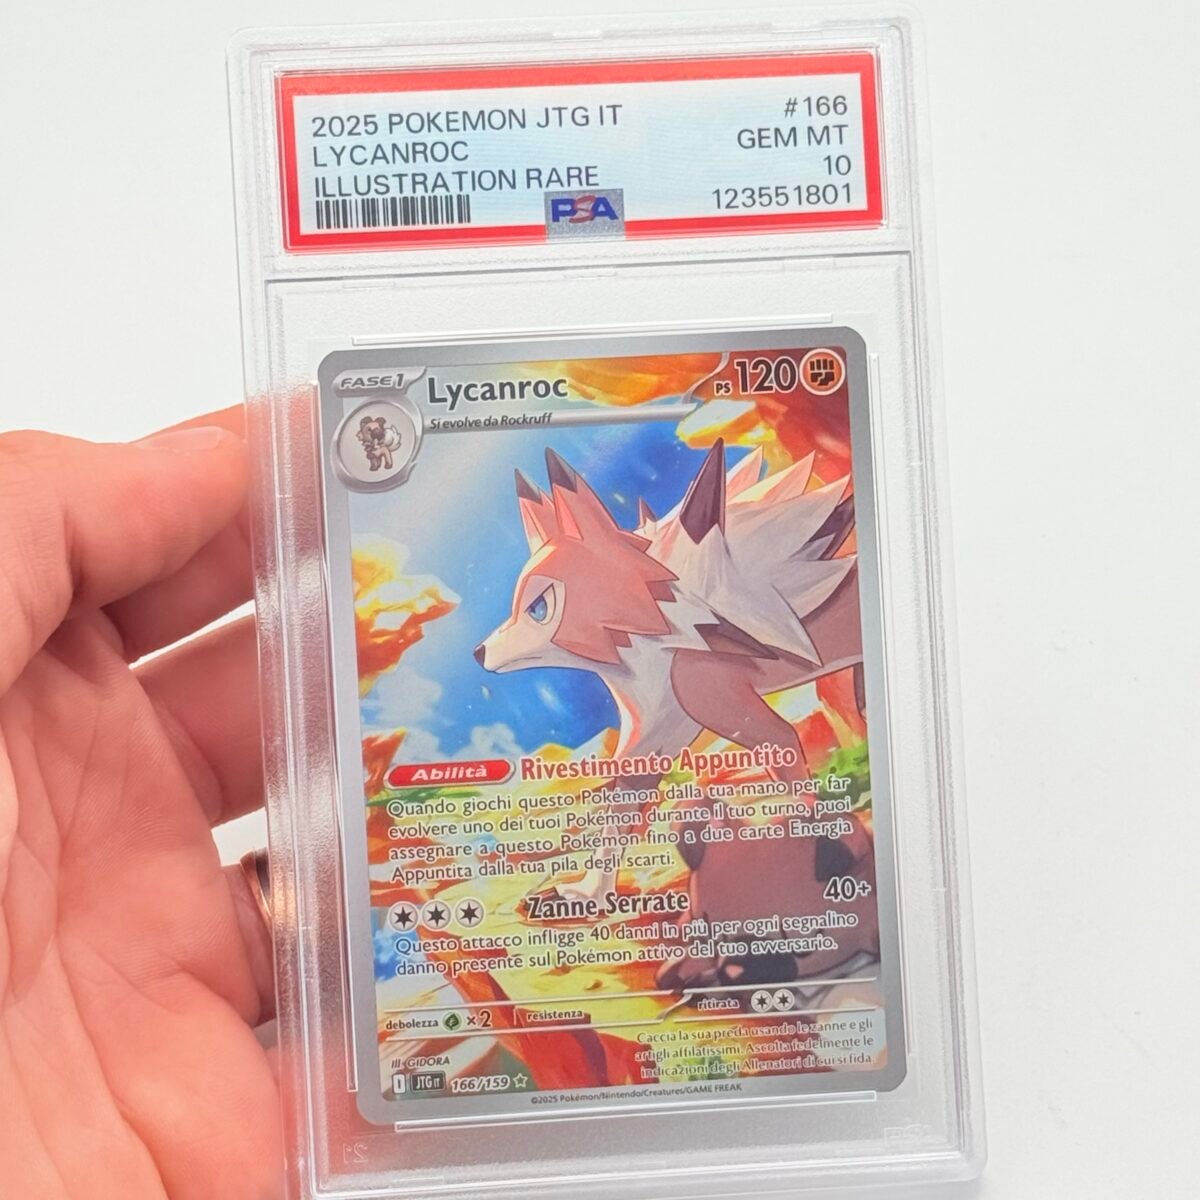 2025 POKEMON JTG IT #166
LYCANROC GEM MT
ILLUSTRATION RARE 10
PSA 123551801
FASE 1 Lycanroc PS 120
Si evolve da Rockruff
Abilità Rivestimento Appuntito
Quando giochi questo Pokémon dalla tua mano per far
evolvere uno dei tuoi Pokémon durante il tuo turno, puoi
assegnare a questo Pokémon fino a due carte Energia
Appuntita dalla tua pila degli scarti.
Zanne Serrate 40+
Questo attacco infligge 40 danni in più per ogni segnalino
danno presente sul Pokémon attivo del tuo avversario.
debolezza ×2 resistenza ritirata
Caccia la sua preda usando le zanne e gli
artigli affilatissimi. Ascolta fedelmente le
indicazioni degli Allenatori di cui si fida.
Ill. GIDORA
I JTG IT 166/159
©2025 Pokémon/Nintendo/Creatures/GAME FREAK